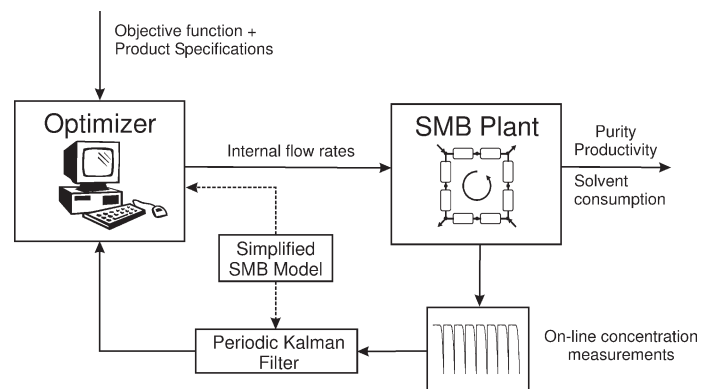 Objective function +
Product Specifications
Optimizer
Internal flow rates
SMB Plant
Purity
Productivity
Solvent
consumption
Simplified
SMB Model
Periodic Kalman
Filter
On-line concentration
measurements